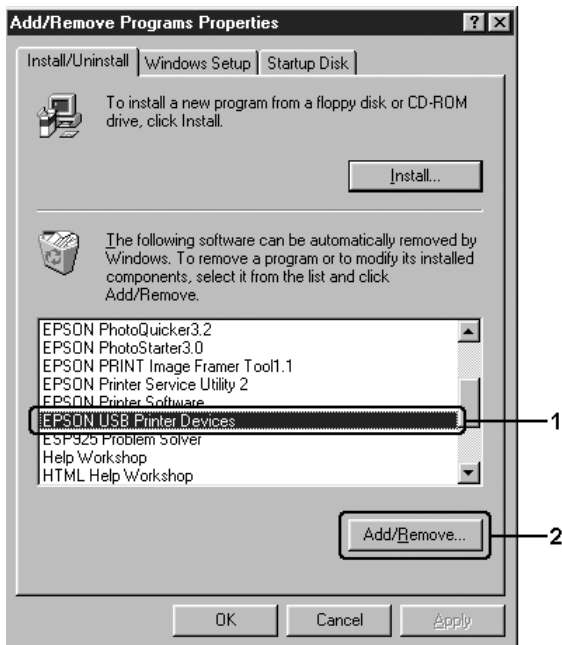 Add/Remove Programs Properties
Install/Uninstall Windows Setup Startup Disk
To install a new program from a floppy disk or CD-ROM
drive, click Install.
Install...
The following software can be automatically removed by
Windows. To remove a program or to modify its installed
components, select it from the list and click
Add/Remove.
EPSON PhotoQuicker3.2
EPSON PhotoStarter3.0
EPSON PRINT Image Framer Tool1.1
EPSON Printer Service Utility 2
EPSON Printer Software
EPSON USB Printer Devices
1
ESP925 Problem Solver
Help Workshop
HTML Help Workshop
Add/Remove...
2
OK Cancel Apply